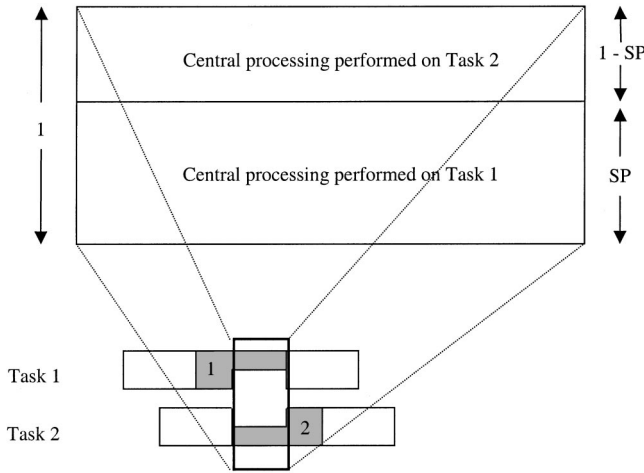 Central processing performed on Task 2
1 - SP
1
Central processing performed on Task 1
SP
Task 1
1
Task 2
2